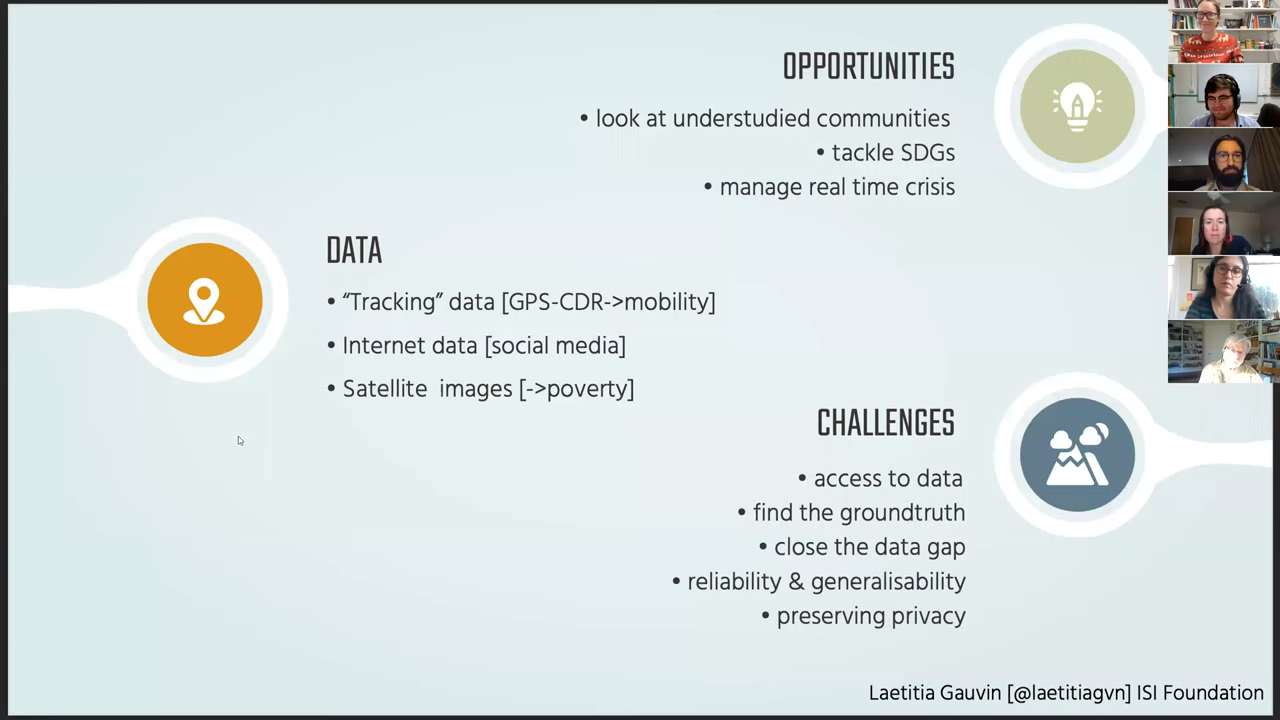 OPPORTUNITIES
• look at understudied communities
• tackle SDGs
• manage real time crisis
DATA
• “Tracking” data [GPS-CDR->mobility]
• Internet data [social media]
• Satellite images [->poverty]
CHALLENGES
• access to data
• find the groundtruth
• close the data gap
• reliability & generalisability
• preserving privacy
Laetitia Gauvin [@laetitiagvn] ISI Foundation